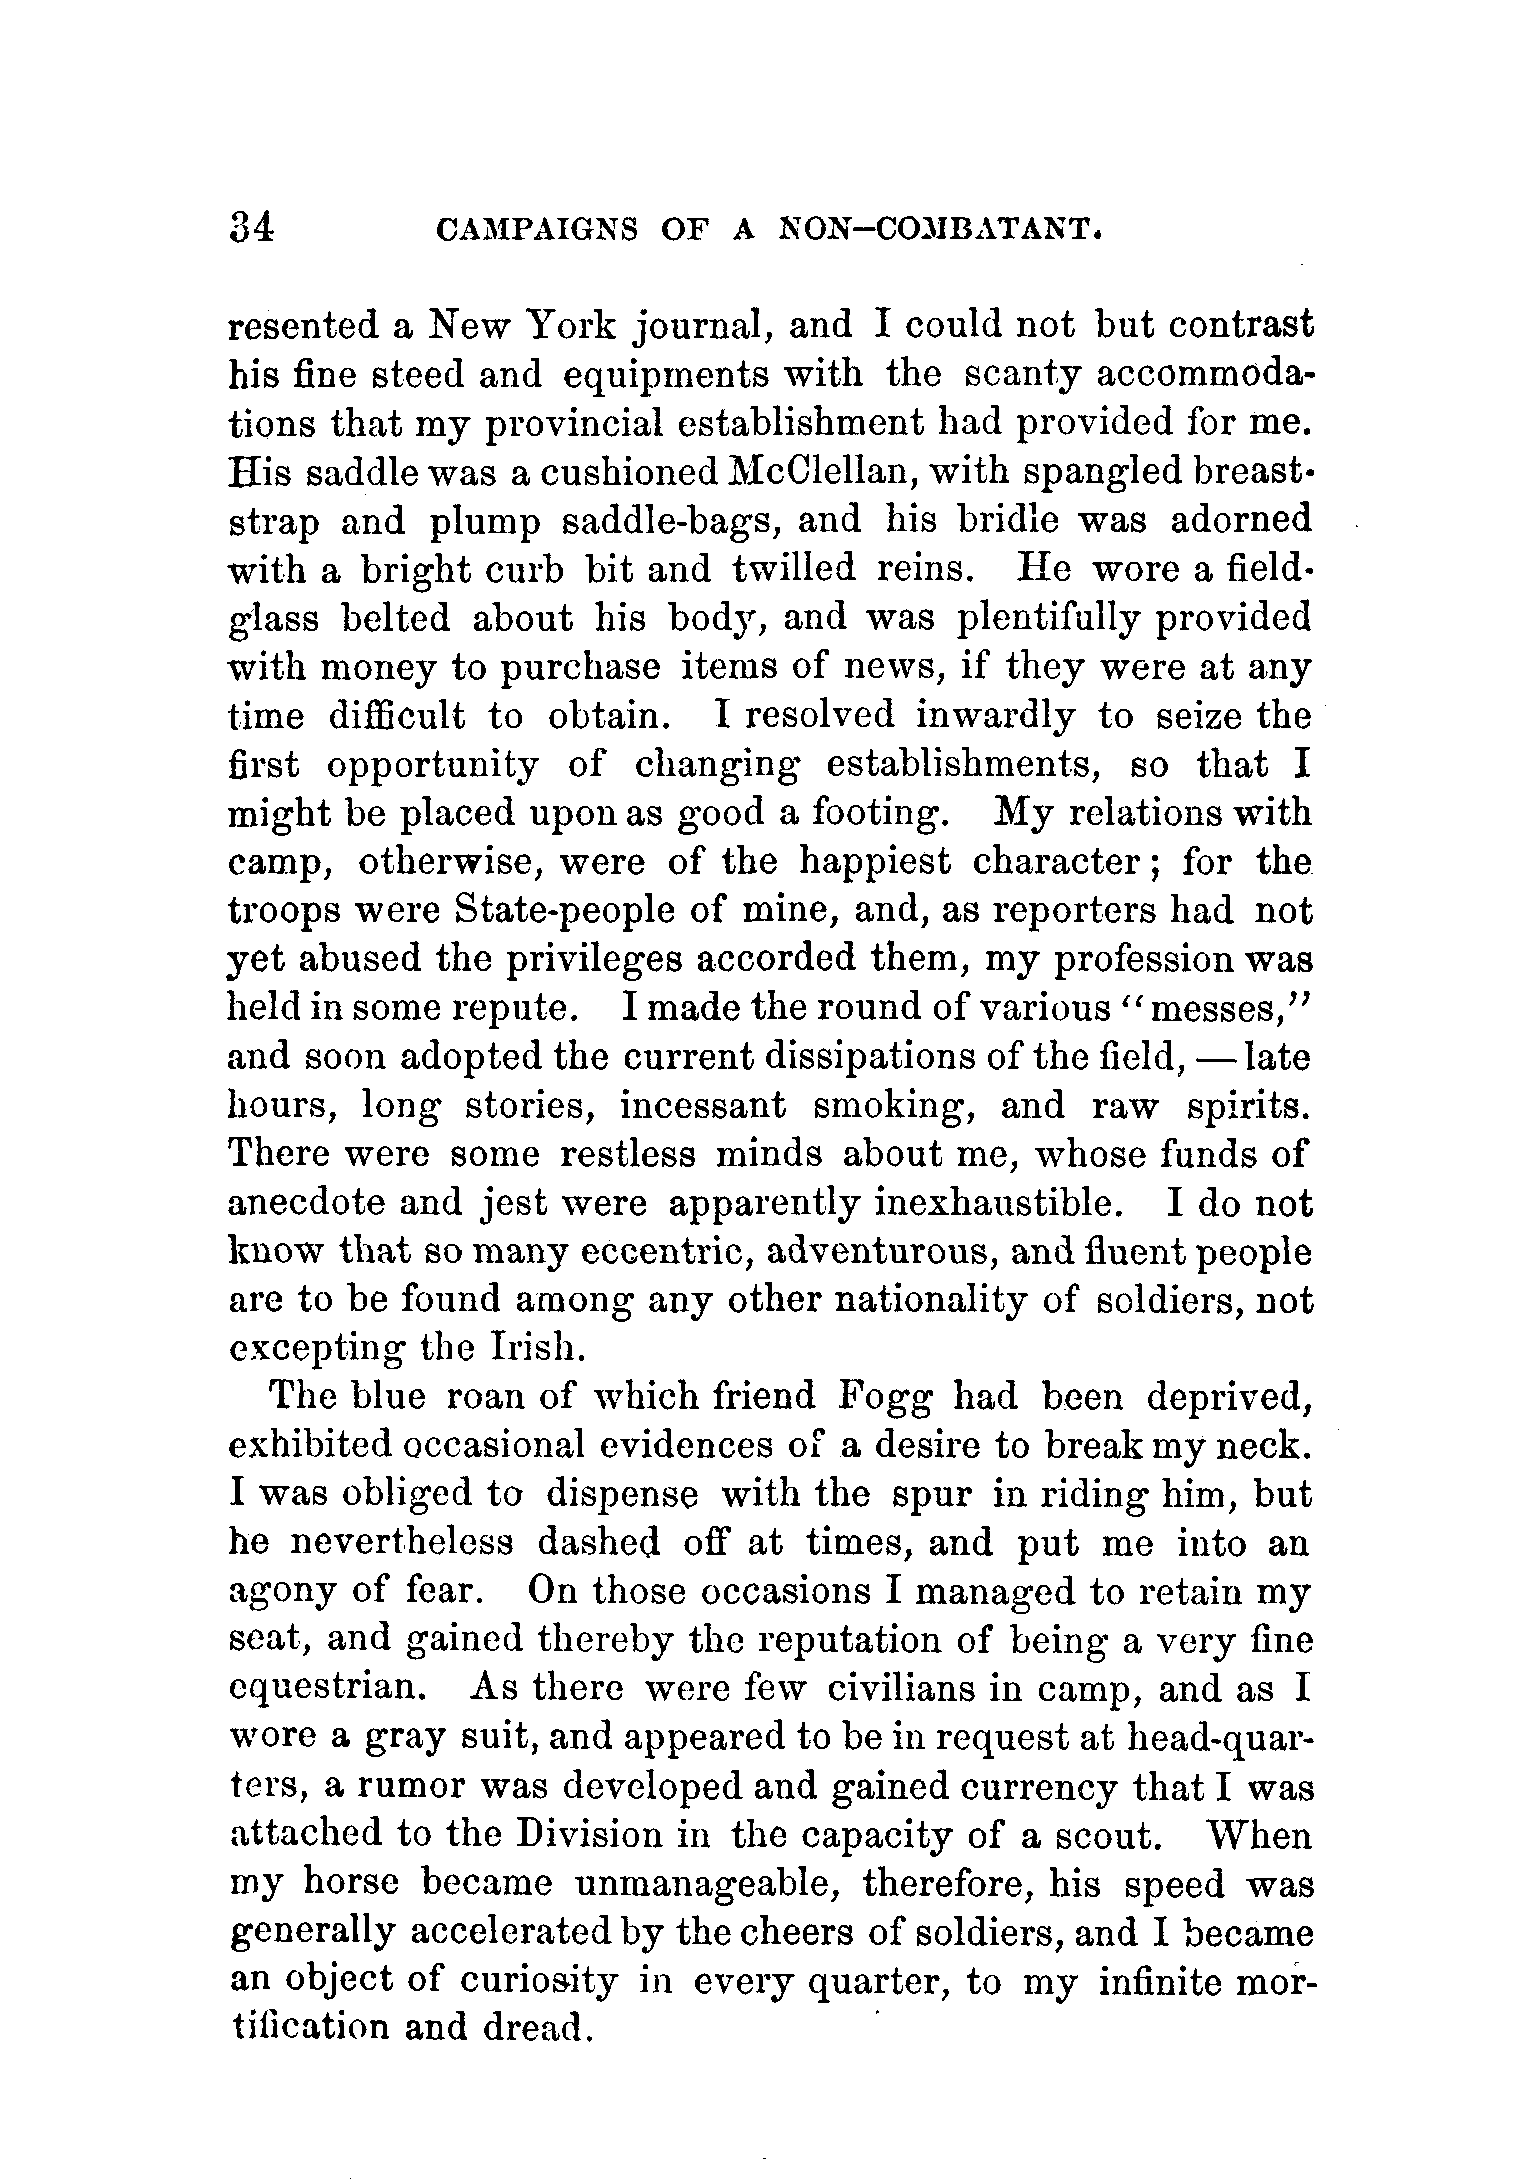 34 CAMPAIGNS OF A NON-COMBATANT.
resented a New York journal, and I could not but contrast
his fine steed and equipments with the scanty accommoda-
tions that my provincial establishment had provided for me.
His saddle was a cushioned McClellan, with spangled breast-
strap and plump saddle-bags, and his bridle was adorned
with a bright curb bit and twilled reins. He wore a field-
glass belted about his body, and was plentifully provided
with money to purchase items of news, if they were at any
time difficult to obtain. I resolved inwardly to seize the
first opportunity of changing establishments, so that I
might be placed upon as good a footing. My relations with
camp, otherwise, were of the happiest character; for the
troops were State-people of mine, and, as reporters had not
yet abused the privileges accorded them, my profession was
held in some repute. I made the round of various "messes,"
and soon adopted the current dissipations of the field, — late
hours, long stories, incessant smoking, and raw spirits.
There were some restless minds about me, whose funds of
anecdote and jest were apparently inexhaustible. I do not
know that so many eccentric, adventurous, and fluent people
are to be found among any other nationality of soldiers, not
excepting the Irish.
The blue roan of which friend Fogg had been deprived,
exhibited occasional evidences of a desire to break my neck.
I was obliged to dispense with the spur in riding him, but
he nevertheless dashed off at times, and put me into an
agony of fear. On those occasions I managed to retain my
seat, and gained thereby the reputation of being a very fine
equestrian. As there were few civilians in camp, and as I
wore a gray suit, and appeared to be in request at head-quar-
ters, a rumor was developed and gained currency that I was
attached to the Division in the capacity of a scout. When
my horse became unmanageable, therefore, his speed was
generally accelerated by the cheers of soldiers, and I became
an object of curiosity in every quarter, to my infinite mor-
tification and dread.